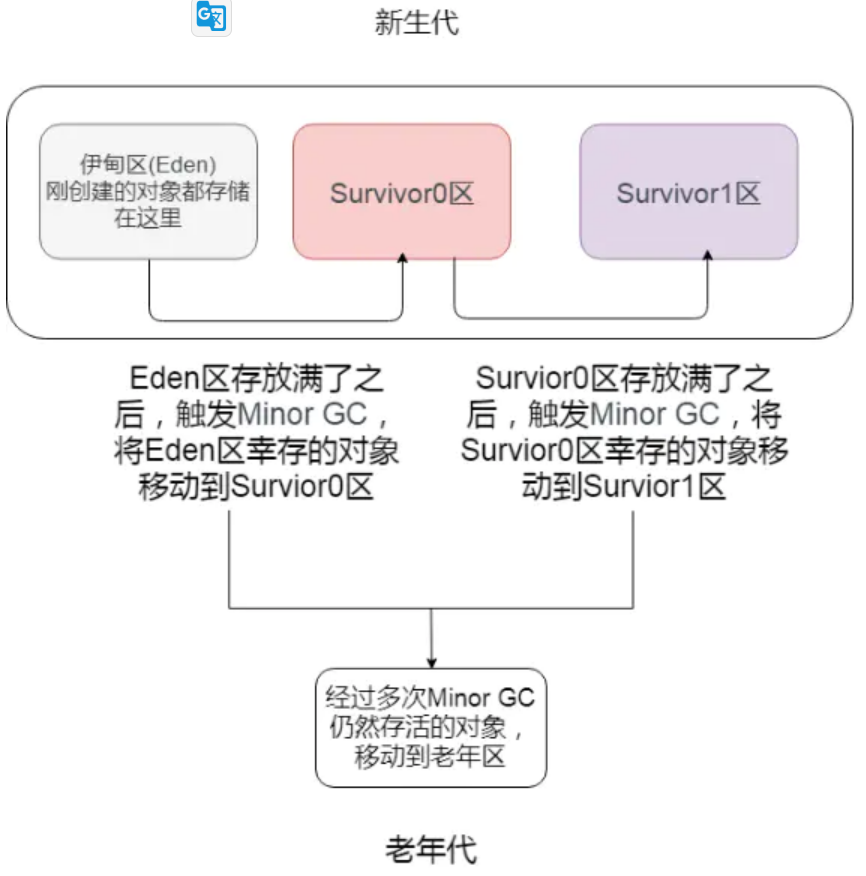 新生代
伊甸区(Eden)
刚创建的对象都存储
在这里
Survivor0区
Survivor1区
Eden区存放满了之
后，触发Minor GC，
将Eden区幸存的对象
移动到Survior0区
Survior0区存放满了之
后，触发Minor GC，将
Survior0区幸存的对象移
动到Survior1区
经过多次Minor GC
仍然存活的对象，
移动到老年区
老年代